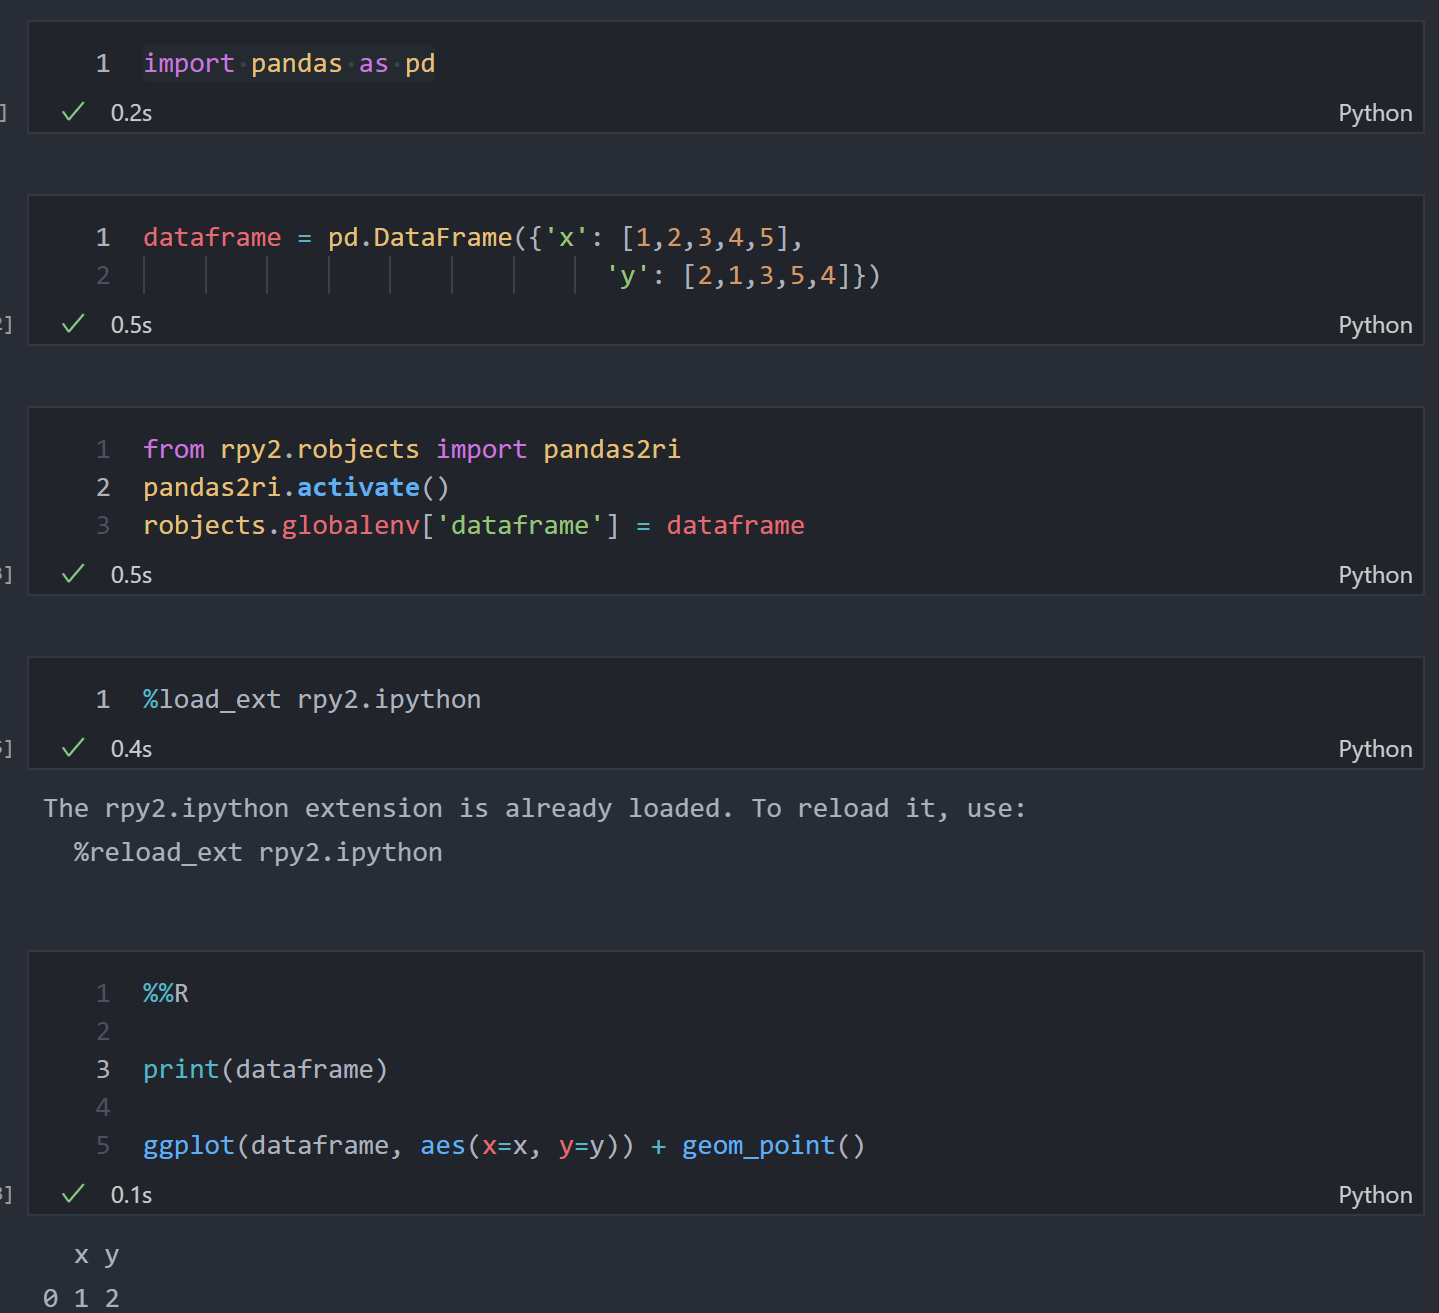 1 import pandas as pd
] ✓ 0.2s Python
1 dataframe = pd.DataFrame({'x': [1,2,3,4,5],
2 'y': [2,1,3,5,4]})
2] ✓ 0.5s Python
1 from rpy2.robjects import pandas2ri
2 pandas2ri.activate()
3 robjects.globalenv['dataframe'] = dataframe
] ✓ 0.5s Python
1 %load_ext rpy2.ipython
] ✓ 0.4s Python
The rpy2.ipython extension is already loaded. To reload it, use:
  %reload_ext rpy2.ipython
1 %%R
2
3 print(dataframe)
4
5 ggplot(dataframe, aes(x=x, y=y)) + geom_point()
] ✓ 0.1s Python
  x y
0 1 2